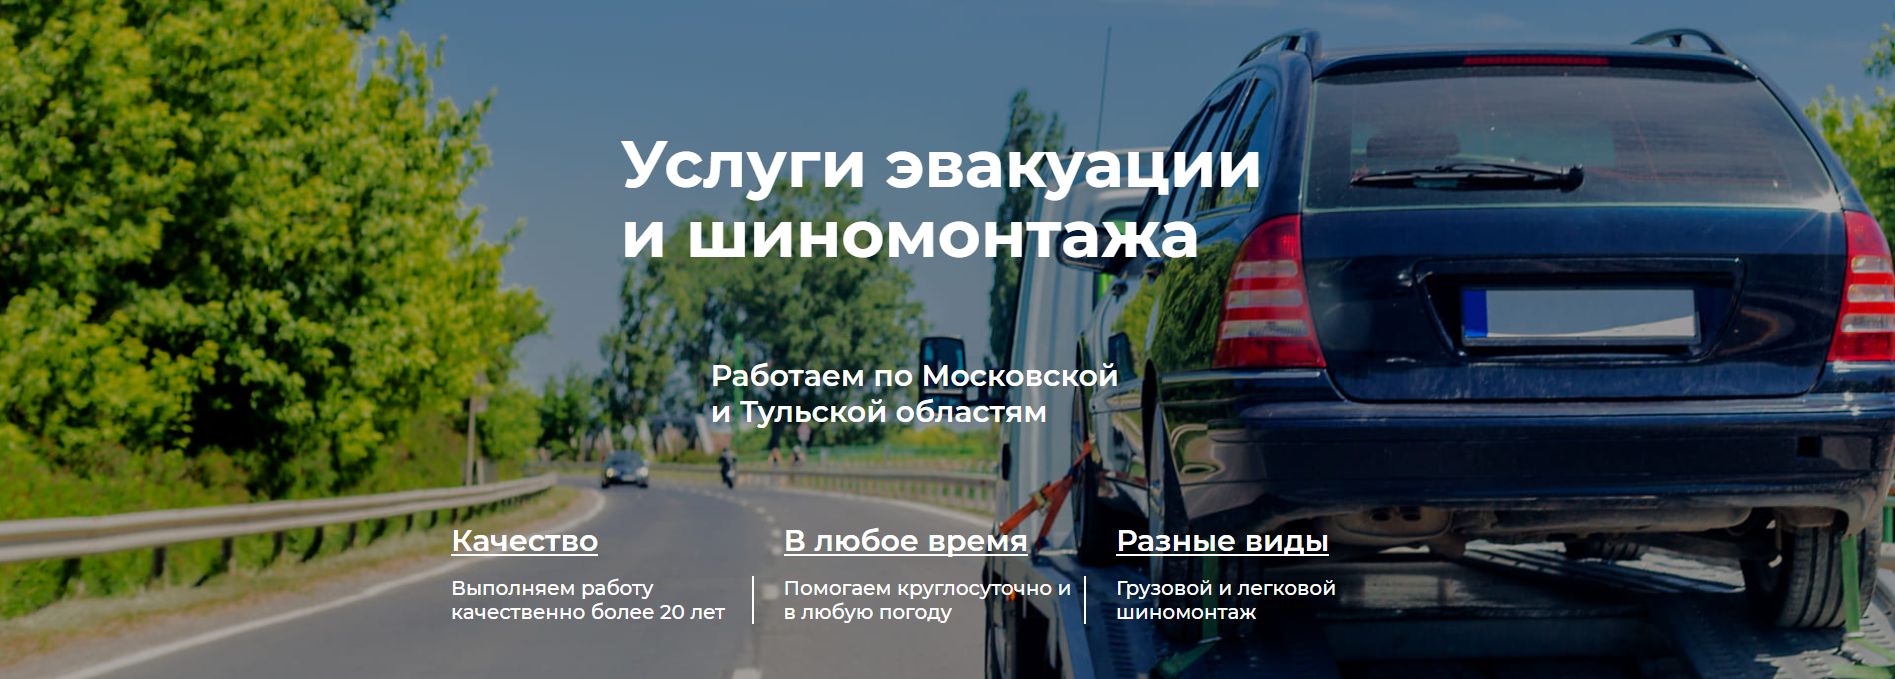 Услуги эвакуации
и шиномонтажа
Работаем по Московской
и Тульской областям
Качество
Выполняем работу
качественно более 20 лет
В любое время
Помогаем круглосуточно и
в любую погоду
Разные виды
Грузовой и легковой
шиномонтаж